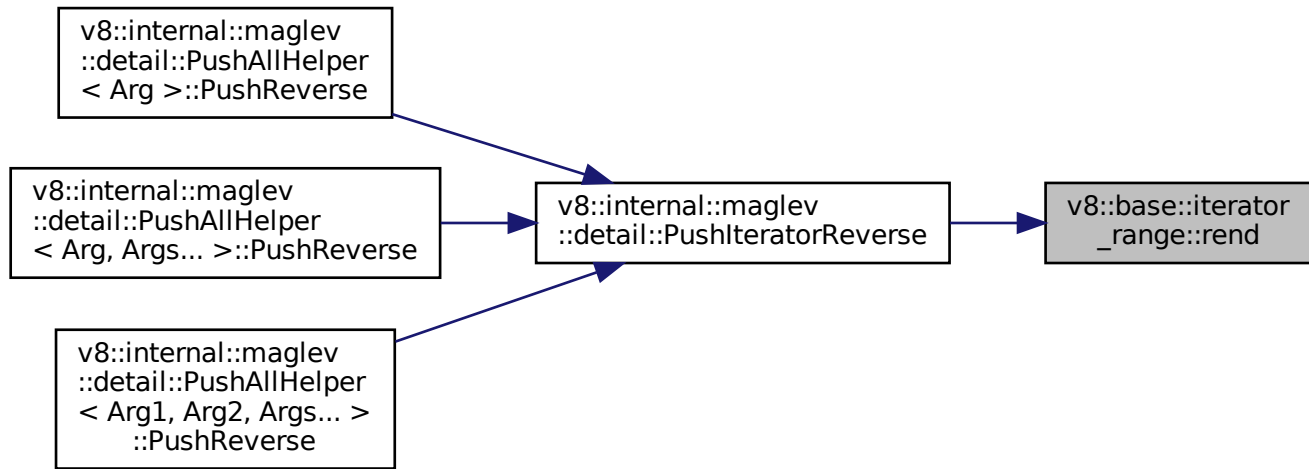 v8::internal::maglev
::detail::PushAllHelper
< Arg >::PushReverse
v8::internal::maglev
::detail::PushAllHelper
< Arg, Args... >::PushReverse
v8::internal::maglev
::detail::PushAllHelper
< Arg1, Arg2, Args... >
::PushReverse
v8::internal::maglev
::detail::PushIteratorReverse
v8::base::iterator
_range::rend